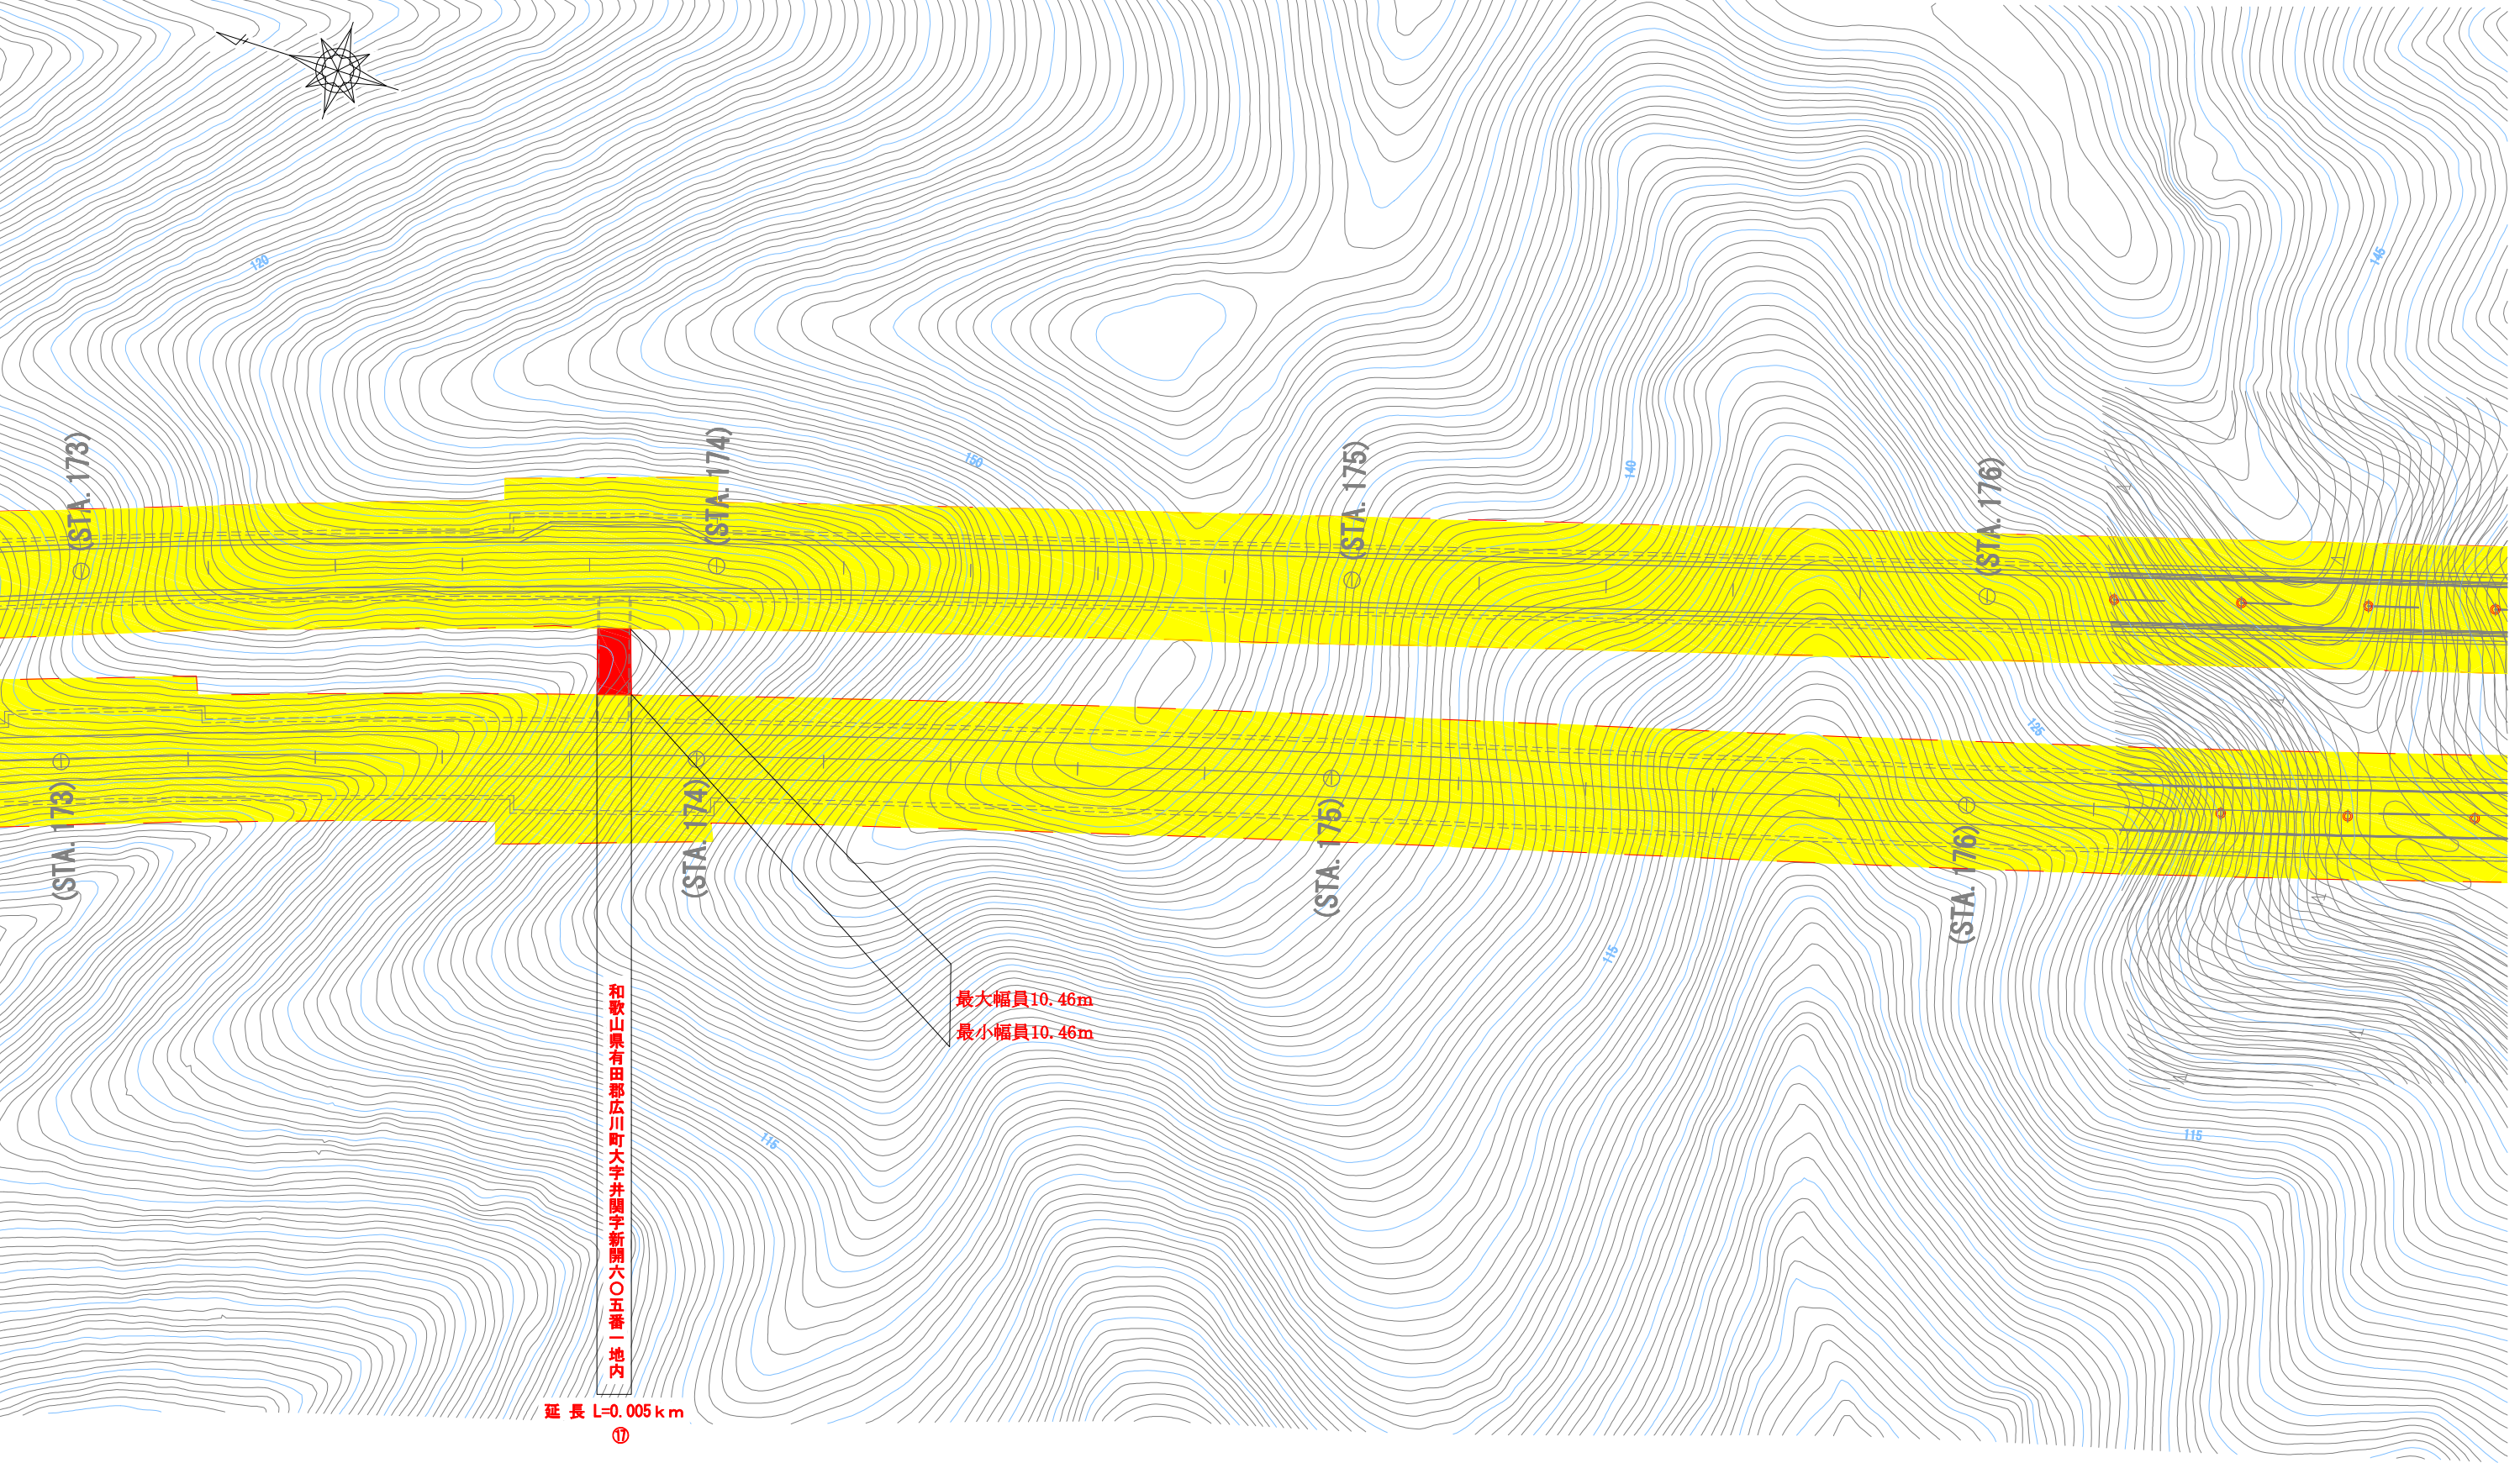 120
145
(STA. 173)
(STA. 174)
150
(STA. 175)
140
(STA. 176)
125
(STA. 173)
(STA. 174)
(STA. 175)
(STA. 176)
115
最大幅員10.46m
最小幅員10.46m
和歌山県有田郡広川町大字井関字新開六〇五番一地内
115
115
延 長 L=0.005km
⑰